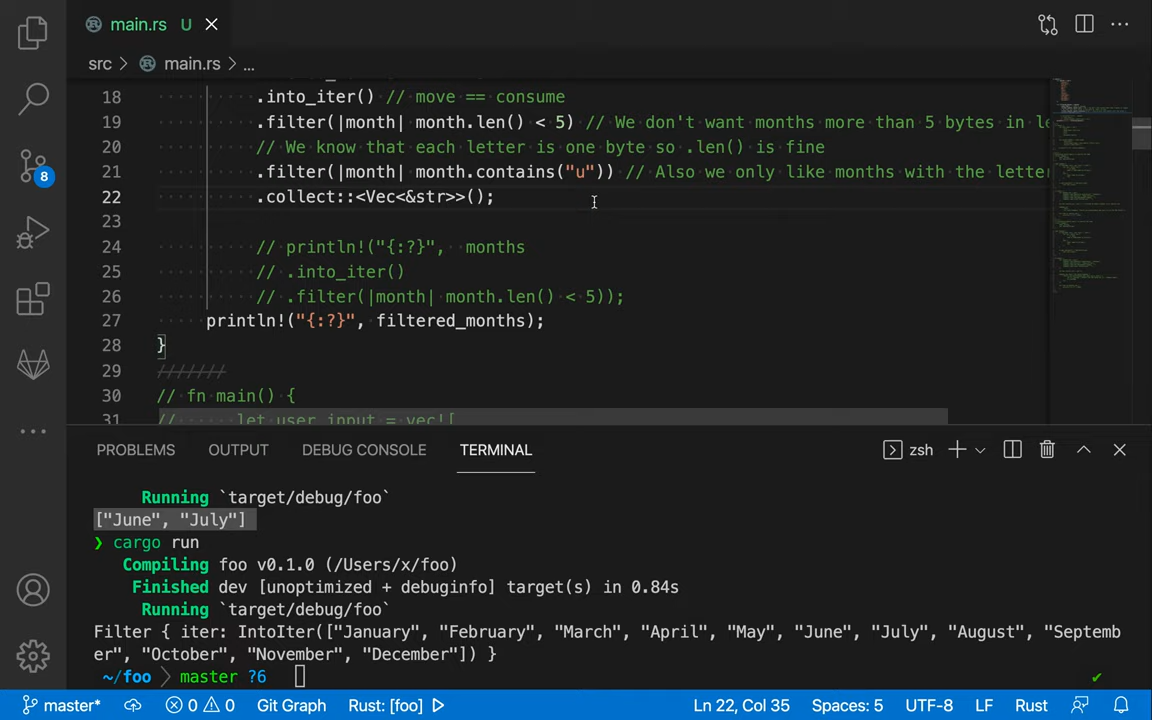 main.rs U
src > main.rs > ...
18 .into_iter() // move == consume
19 .filter(|month| month.len() < 5) // We don't want months more than 5 bytes in le
20 // We know that each letter is one byte so .len() is fine
21 .filter(|month| month.contains("u")) // Also we only like months with the letter
22 .collect::<Vec<&str>>();
23
24 // println!("{:?}", months
25 // .into_iter()
26 // .filter(|month| month.len() < 5));
27 println!("{:?}", filtered_months);
28 }
29 ///////
30 // fn main() {
31 // let user_input = vec![
8
PROBLEMS OUTPUT DEBUG CONSOLE TERMINAL zsh
Running `target/debug/foo`
["June", "July"]
❯ cargo run
Compiling foo v0.1.0 (/Users/x/foo)
Finished dev [unoptimized + debuginfo] target(s) in 0.84s
Running `target/debug/foo`
Filter { iter: IntoIter(["January", "February", "March", "April", "May", "June", "July", "August", "Septemb
er", "October", "November", "December"]) }
~/foo master ?6
master* 0 0 Git Graph Rust: [foo] Ln 22, Col 35 Spaces: 5 UTF-8 LF Rust